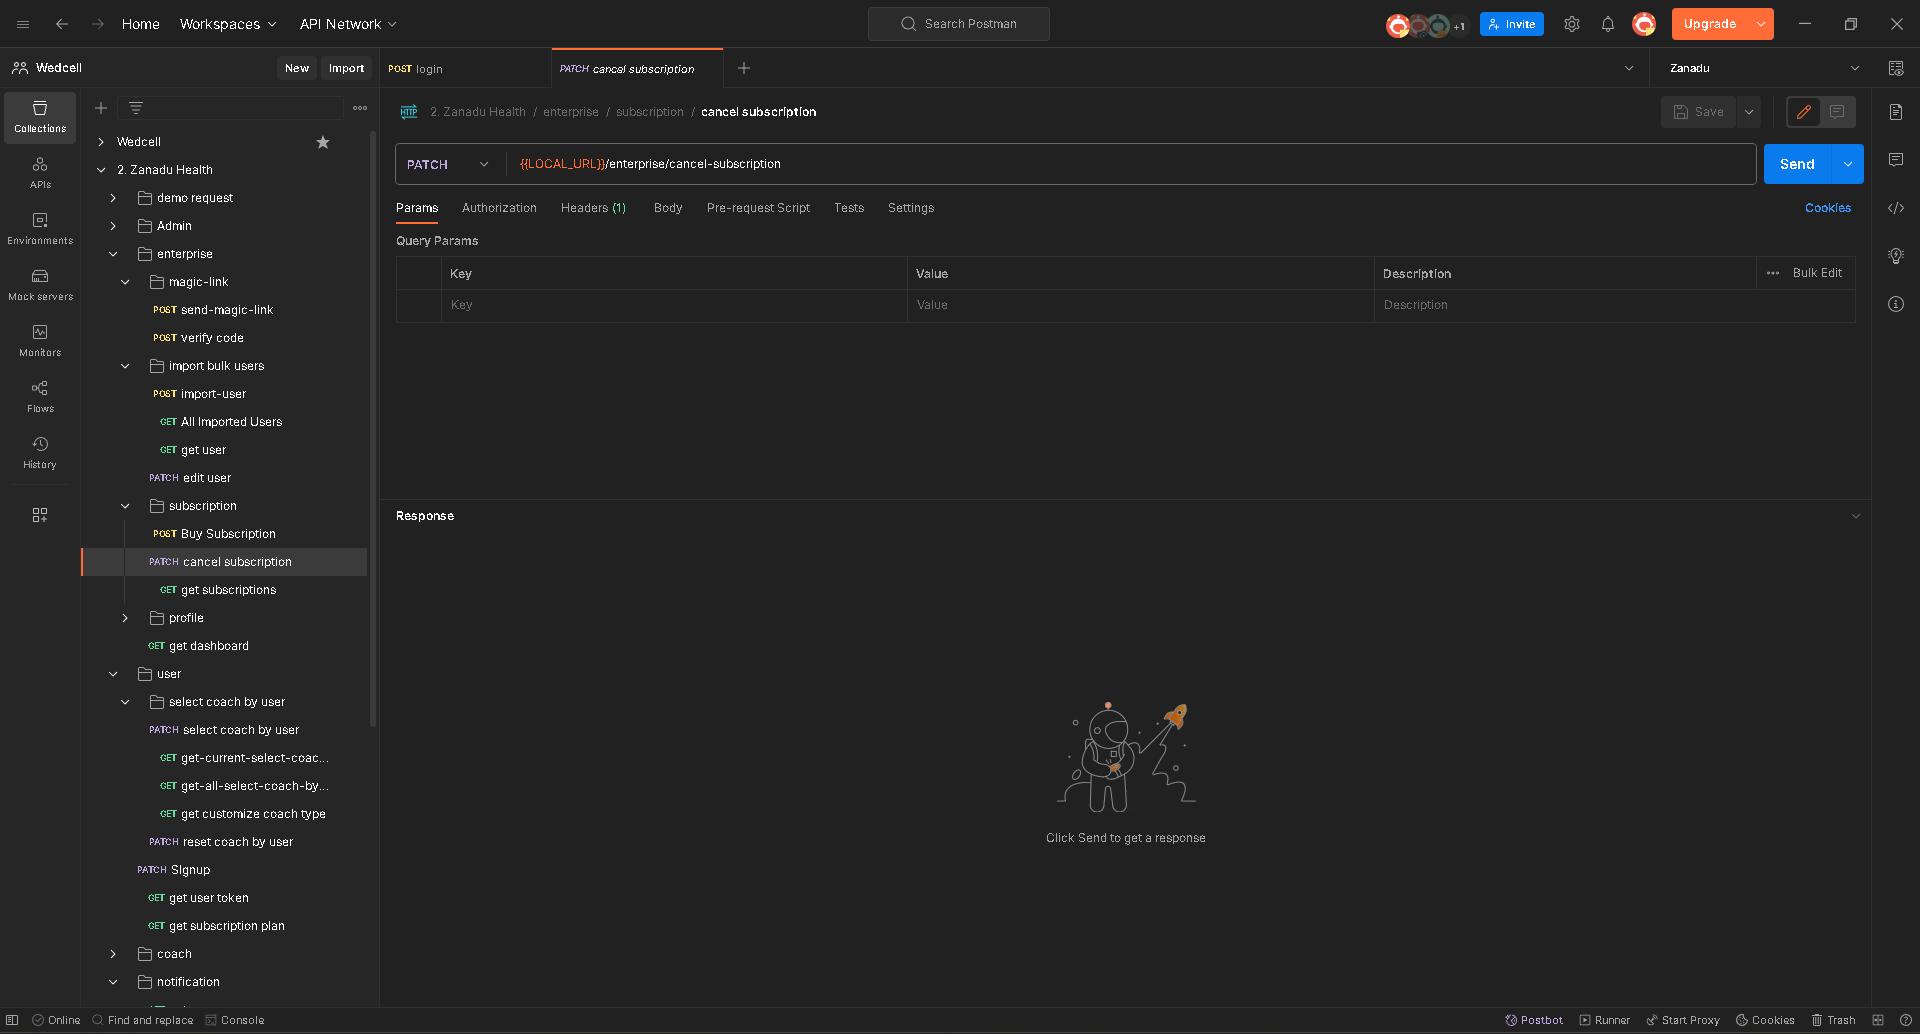 Home
Workspaces
API Network
Search Postman
+1
Invite
Upgrade
Wedcell
New
Import
POST login
PATCH cancel subscription
Zanadu
Collections
APIs
Environments
Mock servers
Monitors
Flows
History
Wedcell
2. Zanadu Health
demo request
Admin
enterprise
magic-link
POST send-magic-link
POST verify code
import bulk users
POST import-user
GET All Imported Users
GET get user
PATCH edit user
subscription
POST Buy Subscription
PATCH cancel subscription
GET get subscriptions
profile
GET get dashboard
user
select coach by user
PATCH select coach by user
GET get-current-select-coac...
GET get-all-select-coach-by...
GET get customize coach type
PATCH reset coach by user
PATCH SIgnup
GET get user token
GET get subscription plan
coach
notification
HTTP 2. Zanadu Health / enterprise / subscription / cancel subscription
Save
PATCH
{{LOCAL_URL}}/enterprise/cancel-subscription
Send
Params Authorization Headers (1) Body Pre-request Script Tests Settings
Cookies
Query Params
Key Value Description ••• Bulk Edit
Key Value Description
Response
Click Send to get a response
Online
Find and replace
Console
Postbot
Runner
Start Proxy
Cookies
Trash